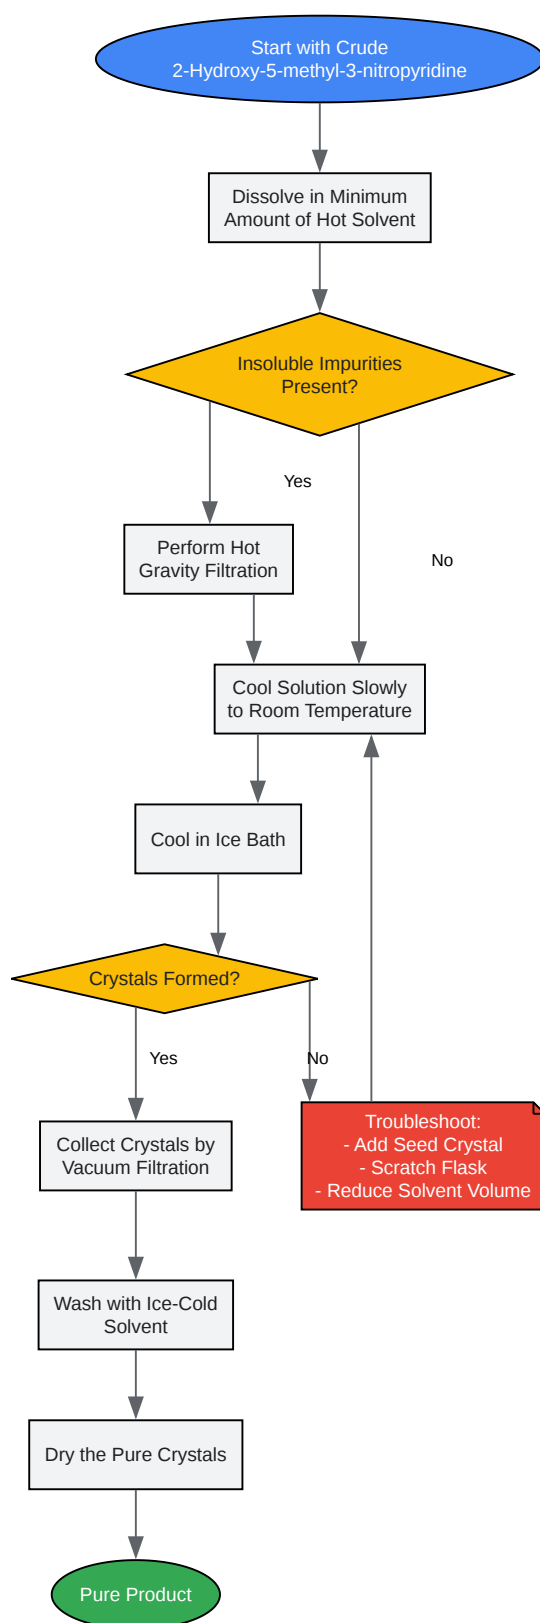 Start with Crude
2-Hydroxy-5-methyl-3-nitropyridine
Dissolve in Minimum
Amount of Hot Solvent
Insoluble Impurities
Present?
Yes
Perform Hot
Gravity Filtration
No
Cool Solution Slowly
to Room Temperature
Cool in Ice Bath
Crystals Formed?
Yes
No
Collect Crystals by
Vacuum Filtration
Troubleshoot:
- Add Seed Crystal
- Scratch Flask
- Reduce Solvent Volume
Wash with Ice-Cold
Solvent
Dry the Pure Crystals
Pure Product